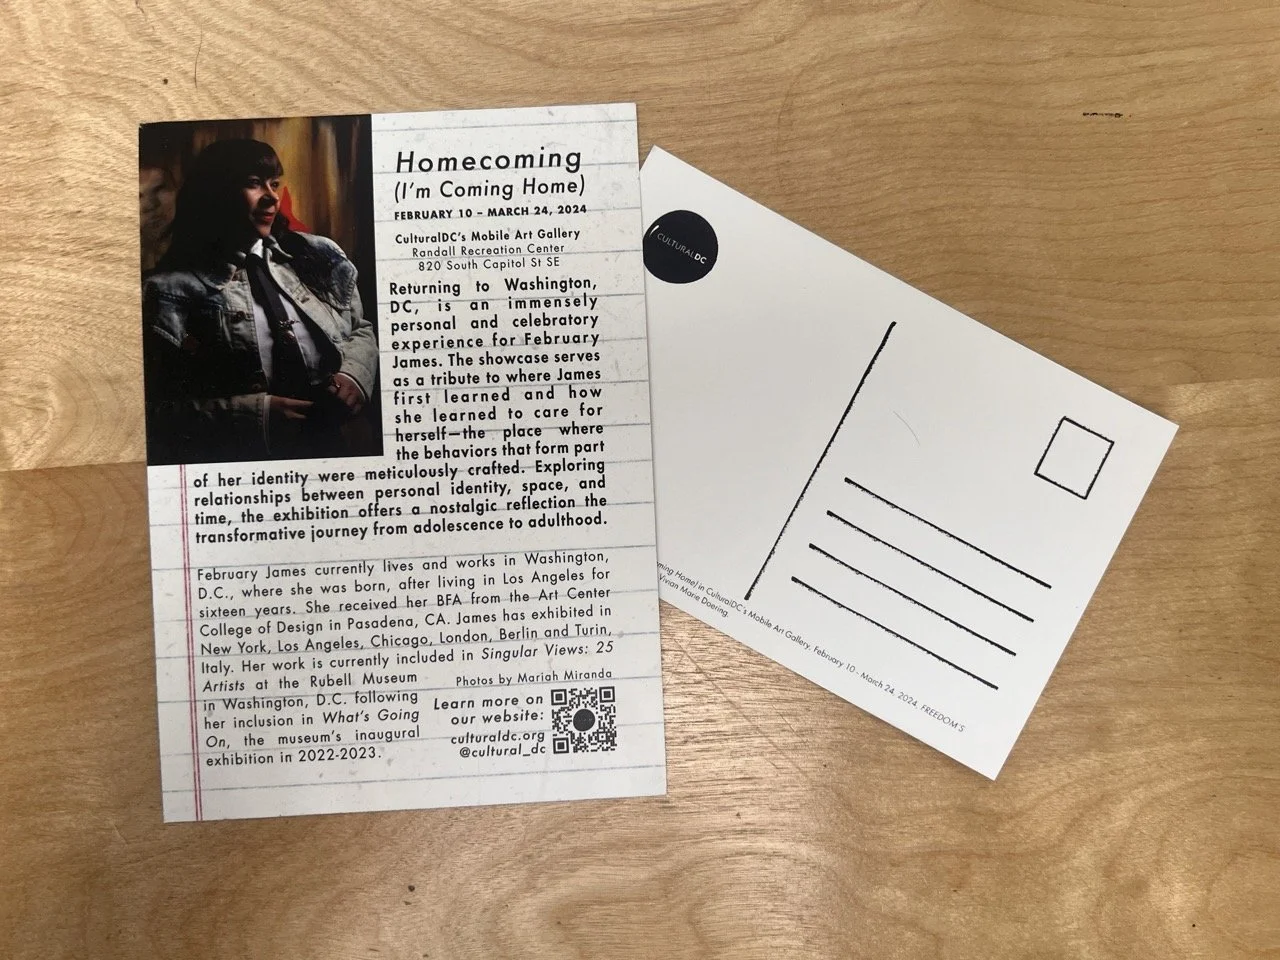 Homecoming
(I'm Coming Home)
FEBRUARY 10 – MARCH 24, 2024
CulturalDC's Mobile Art Gallery
Randall Recreation Center
820 South Capitol St SE
Returning to Washington,
DC, is an immensely
personal and celebratory
experience for February
James. The showcase serves
as a tribute to where James
first learned and how
she learned to care for
herself—the place where
the behaviors that form part
of her identity were meticulously crafted. Exploring
relationships between personal identity, space, and
time, the exhibition offers a nostalgic reflection the
transformative journey from adolescence to adulthood.
February James currently lives and works in Washington,
D.C., where she was born, after living in Los Angeles for
sixteen years. She received her BFA from the Art Center
College of Design in Pasadena, CA. James has exhibited in
New York, Los Angeles, Chicago, London, Berlin and Turin,
Italy. Her work is currently included in Singular Views: 25
Artists at the Rubell Museum
in Washington, D.C. following
her inclusion in What's Going
On, the museum's inaugural
exhibition in 2022-2023.
Photos by Mariah Miranda
Learn more on
our website:
culturaldc.org
@cultural_dc
CULTURALDC
Home) in CulturalDC's Mobile Art Gallery, February 10 - March 24, 2024. FREEDOM'S
Vivian Marie Doering.